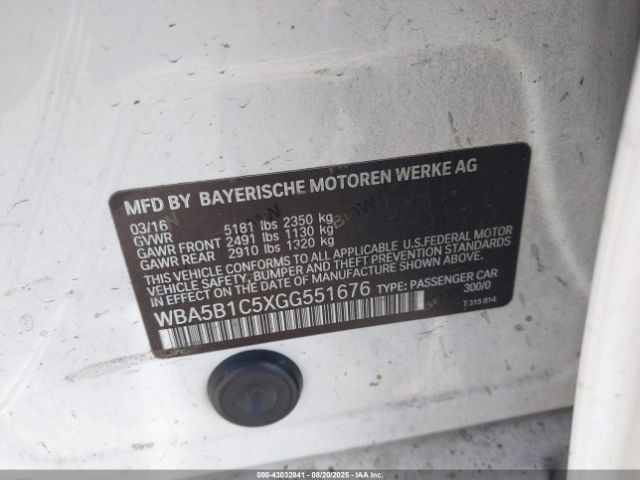 MFD BY BAYERISCHE MOTOREN WERKE AG
03/16
GVWR 5181 lbs 2350 kg
GAWR FRONT 2491 lbs 1130 kg
GAWR REAR 2910 lbs 1320 kg
THIS VEHICLE CONFORMS TO ALL APPLICABLE U.S. FEDERAL MOTOR
VEHICLE SAFETY, BUMPER AND THEFT PREVENTION STANDARDS
IN EFFECT ON THE DATE OF MANUFACTURE SHOWN ABOVE.
WBA5B1C5XGG551676 TYPE: PASSENGER CAR
300/0
7 315 814
000-43032841 - 08/20/2025 - IAAI.COM